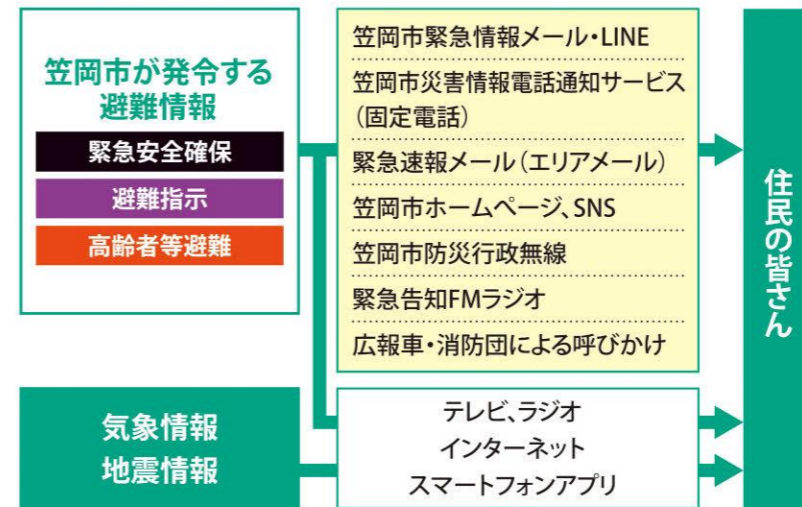 笠岡市が発令する
避難情報
緊急安全確保
避難指示
高齢者等避難
笠岡市緊急情報メール・LINE
笠岡市災害情報電話通知サービス
（固定電話）
緊急速報メール（エリアメール）
笠岡市ホームページ、SNS
笠岡市防災行政無線
緊急告知FMラジオ
広報車・消防団による呼びかけ
気象情報
地震情報
テレビ、ラジオ
インターネット
スマートフォンアプリ
住民の皆さん